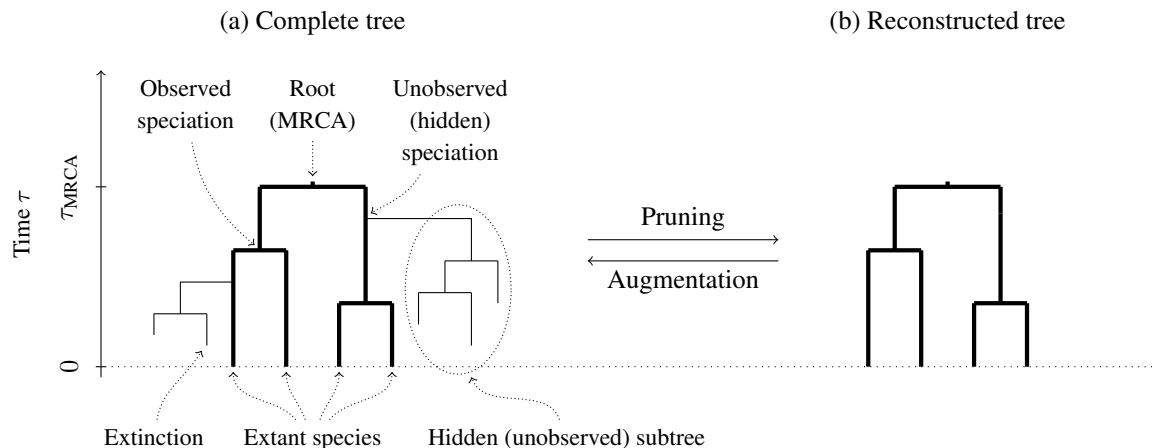 (a) Complete tree
(b) Reconstructed tree
Observed
speciation
Root
(MRCA)
Unobserved
(hidden)
speciation
Time τ
τMRCA
0
Pruning
Augmentation
Extinction
Extant species
Hidden (unobserved) subtree